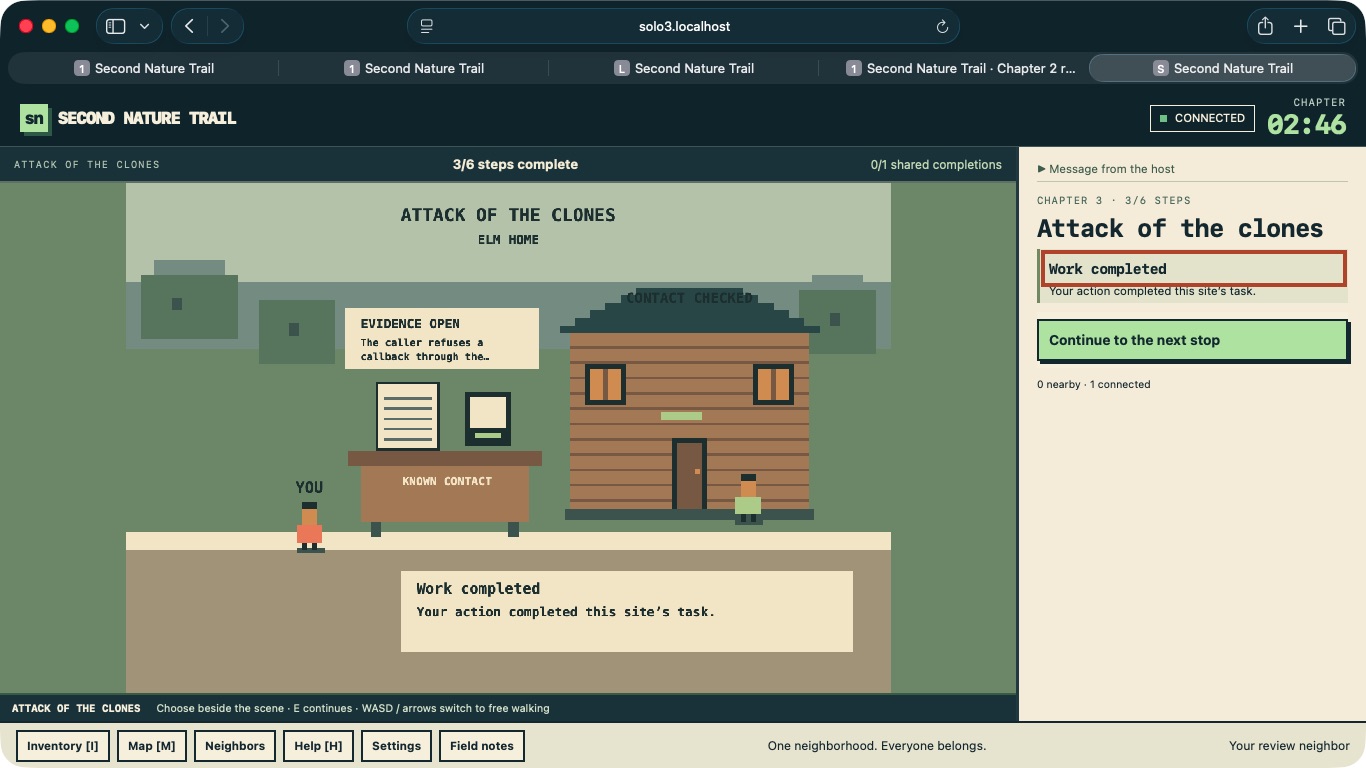 solo3.localhost
1 Second Nature Trail
1 Second Nature Trail
L Second Nature Trail
1 Second Nature Trail · Chapter 2 r...
S Second Nature Trail
sn SECOND NATURE TRAIL
CONNECTED
CHAPTER
02:46
ATTACK OF THE CLONES
3/6 steps complete
0/1 shared completions
ATTACK OF THE CLONES
ELM HOME
CONTACT CHECKED
EVIDENCE OPEN
The caller refuses a
callback through the…
KNOWN CONTACT
YOU
Work completed
Your action completed this site’s task.
ATTACK OF THE CLONES Choose beside the scene · E continues · WASD / arrows switch to free walking
Message from the host
CHAPTER 3 · 3/6 STEPS
Attack of the clones
Work completed
Your action completed this site's task.
Continue to the next stop
0 nearby · 1 connected
Inventory [I]
Map [M]
Neighbors
Help [H]
Settings
Field notes
One neighborhood. Everyone belongs.
Your review neighbor